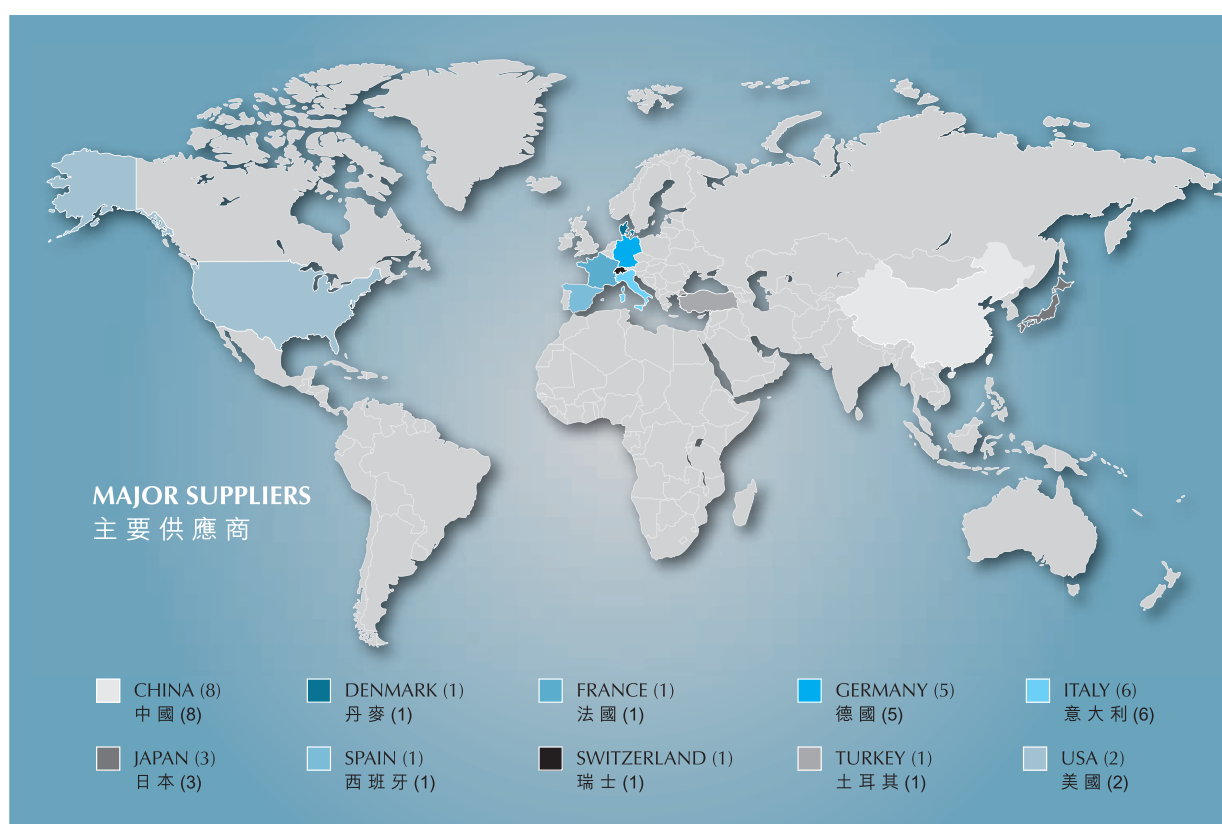 MAJOR SUPPLIERS
主要供應商
CHINA (8)
中國(8)
DENMARK (1)
丹麥(1)
FRANCE (1)
法國(1)
GERMANY (5)
德國(5)
ITALY (6)
意大利(6)
JAPAN (3)
日本(3)
SPAIN (1)
西班牙(1)
SWITZERLAND (1)
瑞士(1)
TURKEY (1)
土耳其(1)
USA (2)
美國(2)